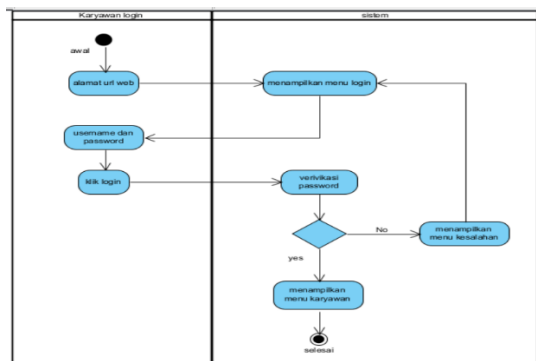 Karyawan login
sistem
awal
alamat url web
menampilkan menu login
username dan
password
klik login
verivikasi
password
No
menampilkan
menu kesalahan
yes
menampilkan
menu karyawan
selesai